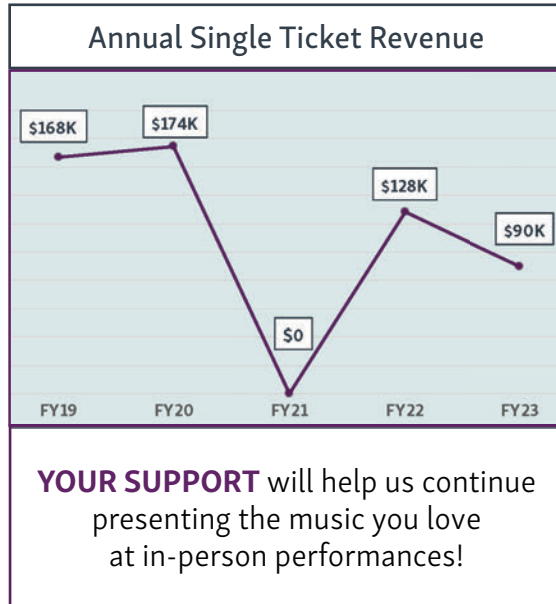 Annual Single Ticket Revenue
$168K
$174K
$0
$128K
$90K
FY19 FY20 FY21 FY22 FY23
YOUR SUPPORT will help us continue
presenting the music you love
at in-person performances!